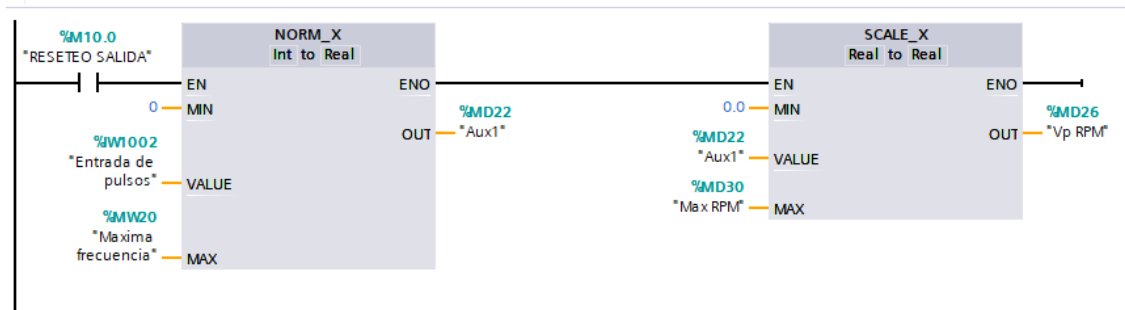 %M10.0
"RESETEO SALIDA"
NORM_X
Int to Real
EN
ENO
0
MIN
%IW1002
"Entrada de
pulsos"
VALUE
%MW20
"Maxima
frecuencia"
MAX
OUT
%MD22
"Aux1"
SCALE_X
Real to Real
EN
ENO
0.0
MIN
%MD22
"Aux1"
VALUE
%MD30
"Max RPM"
MAX
OUT
%MD26
"Vp RPM"